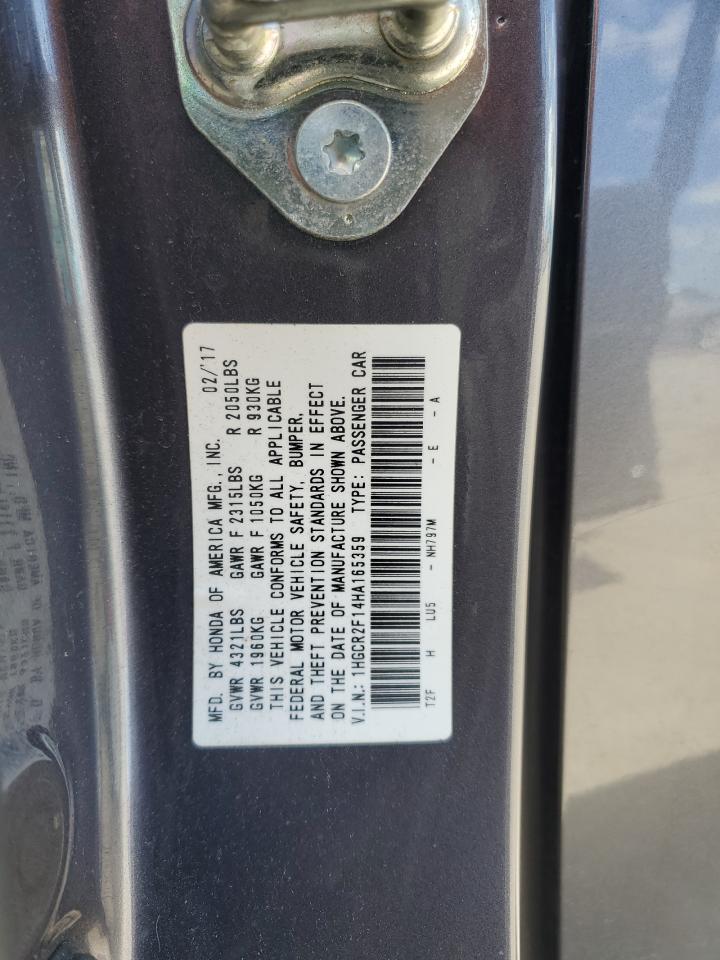 MFD. BY HONDA OF AMERICA MFG., INC. 02/'17
GVWR 4321LBS GAWR F 2315LBS R 2050LBS
GVWR 1960KG GAWR F 1050KG R 930KG
THIS VEHICLE CONFORMS TO ALL APPLICABLE
FEDERAL MOTOR VEHICLE SAFETY, BUMPER,
AND THEFT PREVENTION STANDARDS IN EFFECT
ON THE DATE OF MANUFACTURE SHOWN ABOVE.
V.I.N.: 1HGCR2F14HA165359 TYPE: PASSENGER CAR
T2F H LU5 - NH797M - E - A